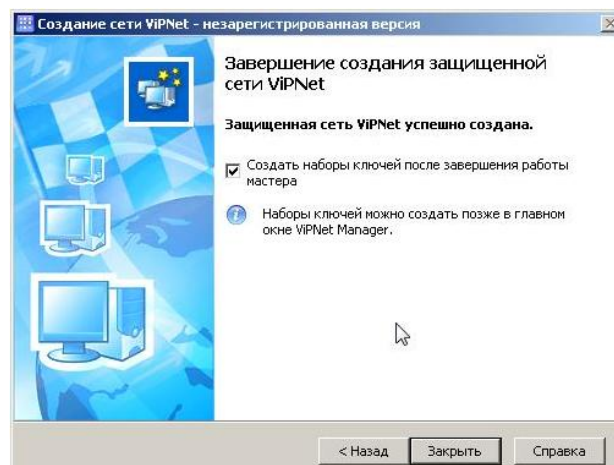 Создание сети ViPNet - незарегистрированная версия
Завершение создания защищенной
сети ViPNet
Защищенная сеть ViPNet успешно создана.
Создать наборы ключей после завершения работы
мастера
Наборы ключей можно создать позже в главном
окне ViPNet Manager.
< Назад
Закрыть
Справка